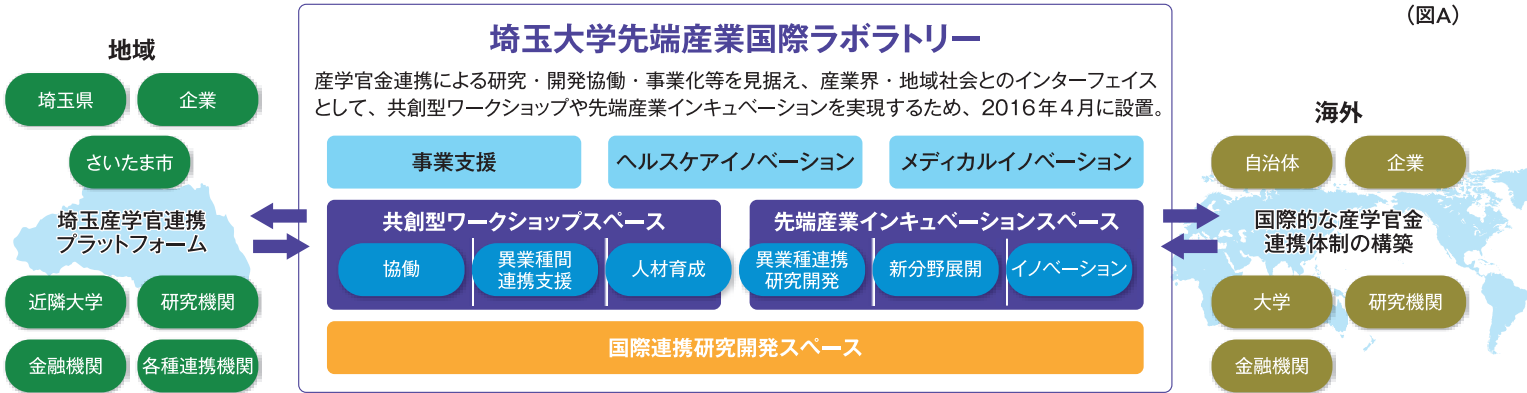 (図A)
地域
埼玉県
企業
さいたま市
埼玉産学官連携
プラットフォーム
近隣大学
研究機関
金融機関
各種連携機関
埼玉大学先端産業国際ラボラトリー
産学官金連携による研究・開発協働・事業化等を見据え、産業界・地域社会とのインターフェイス
として、共創型ワークショップや先端産業インキュベーションを実現するため、2016年4月に設置。
事業支援
ヘルスケアイノベーション
メディカルイノベーション
共創型ワークショップスペース
協働
異業種間
連携支援
人材育成
先端産業インキュベーションスペース
異業種連携
研究開発
新分野展開
イノベーション
国際連携研究開発スペース
海外
自治体
企業
国際的な産学官金
連携体制の構築
大学
研究機関
金融機関